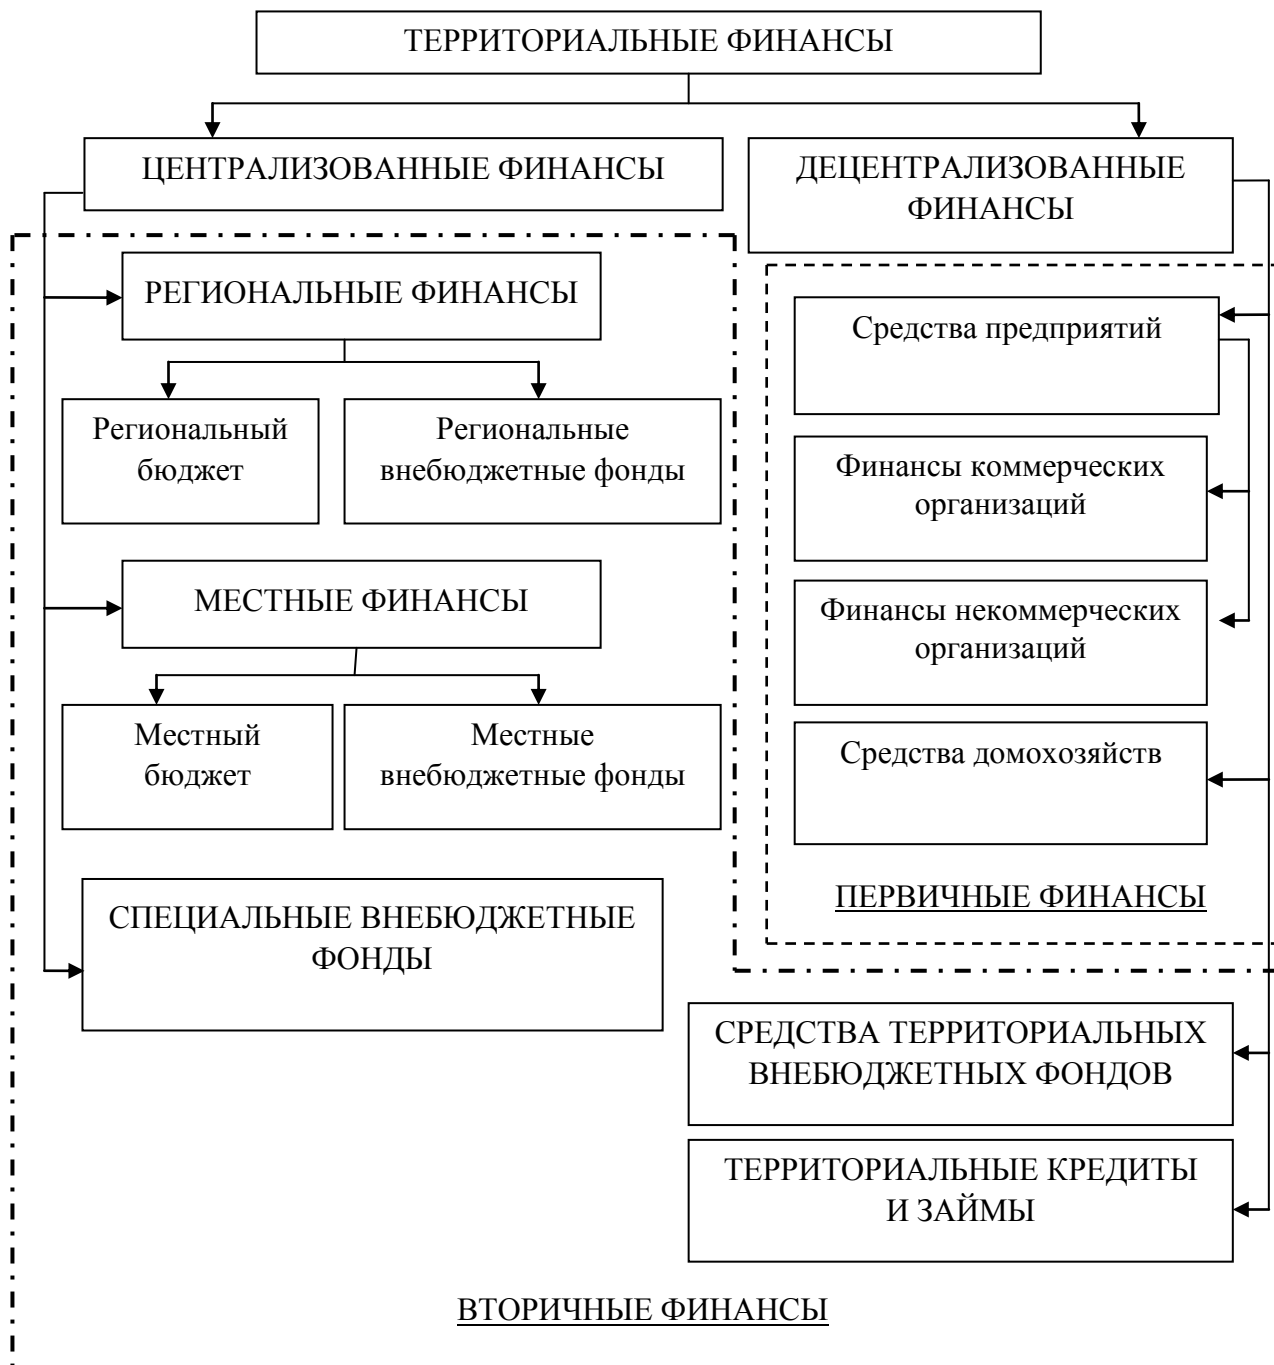 ТЕРРИТОРИАЛЬНЫЕ ФИНАНСЫ
ЦЕНТРАЛИЗОВАННЫЕ ФИНАНСЫ
ДЕЦЕНТРАЛИЗОВАННЫЕ
ФИНАНСЫ
РЕГИОНАЛЬНЫЕ ФИНАНСЫ
Региональный
бюджет
Региональные
внебюджетные фонды
МЕСТНЫЕ ФИНАНСЫ
Местный
бюджет
Местные
внебюджетные фонды
СПЕЦИАЛЬНЫЕ ВНЕБЮДЖЕТНЫЕ
ФОНДЫ
Средства предприятий
Финансы коммерческих
организаций
Финансы некоммерческих
организаций
Средства домохозяйств
ПЕРВИЧНЫЕ ФИНАНСЫ
СРЕДСТВА ТЕРРИТОРИАЛЬНЫХ
ВНЕБЮДЖЕТНЫХ ФОНДОВ
ТЕРРИТОРИАЛЬНЫЕ КРЕДИТЫ
И ЗАЙМЫ
ВТОРИЧНЫЕ ФИНАНСЫ